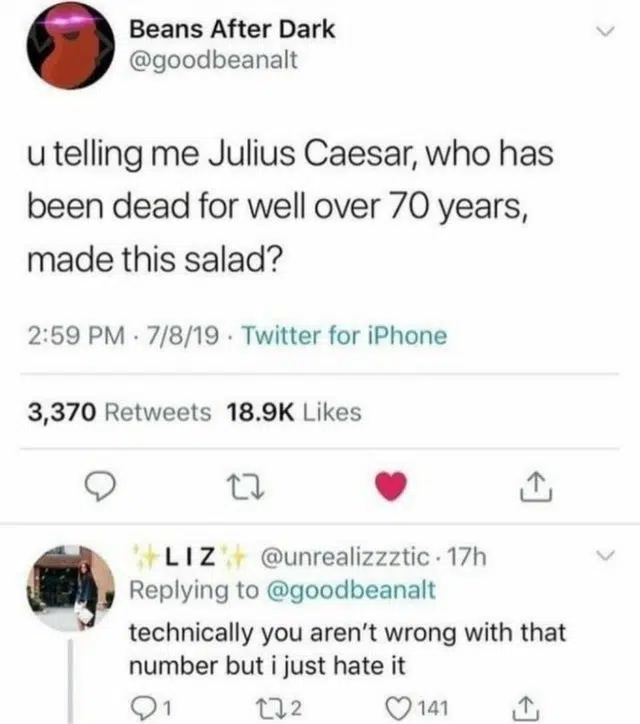 Beans After Dark
@goodbeanalt
u telling me Julius Caesar, who has
been dead for well over 70 years,
made this salad?
2:59 PM · 7/8/19 · Twitter for iPhone
3,370 Retweets 18.9K Likes
✨LIZ✨ @unrealizzztic · 17h
Replying to @goodbeanalt
technically you aren't wrong with that
number but i just hate it
1 2 141